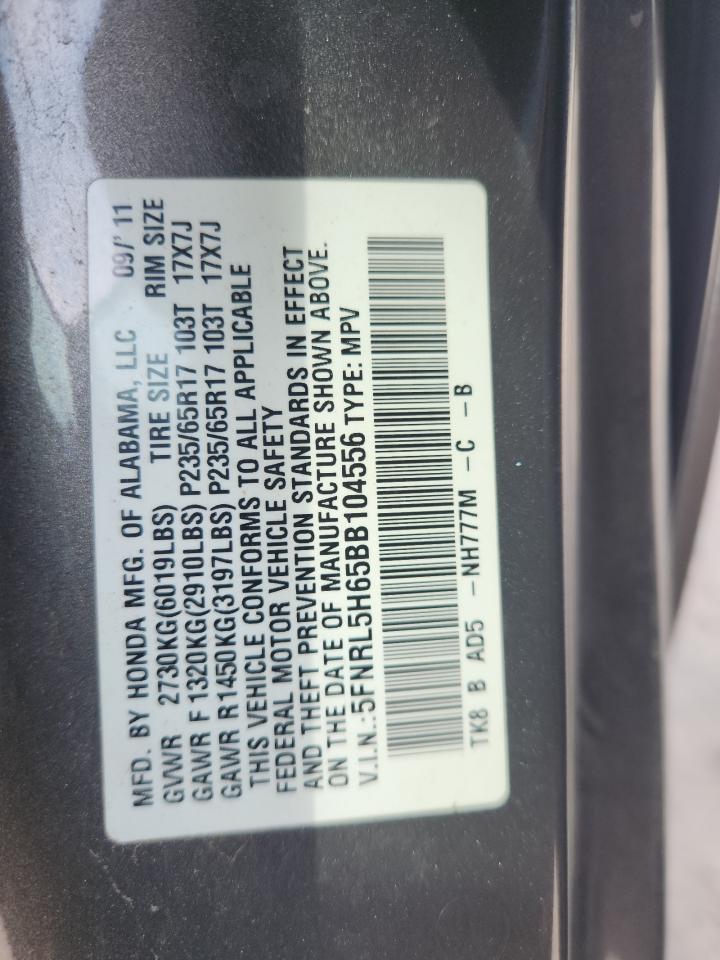 MFD. BY HONDA MFG. OF ALABAMA, LLC 09/' 11
GVWR 2730KG(6019LBS) TIRE SIZE RIM SIZE
GAWR F 1320KG(2910LBS) P235/65R17 103T 17X7J
GAWR R 1450KG(3197LBS) P235/65R17 103T 17X7J
THIS VEHICLE CONFORMS TO ALL APPLICABLE
FEDERAL MOTOR VEHICLE SAFETY
AND THEFT PREVENTION STANDARDS IN EFFECT
ON THE DATE OF MANUFACTURE SHOWN ABOVE.
V.I.N.:5FNRL5H65BB104556 TYPE: MPV
TK8 B AD5 -NH777M -C -B